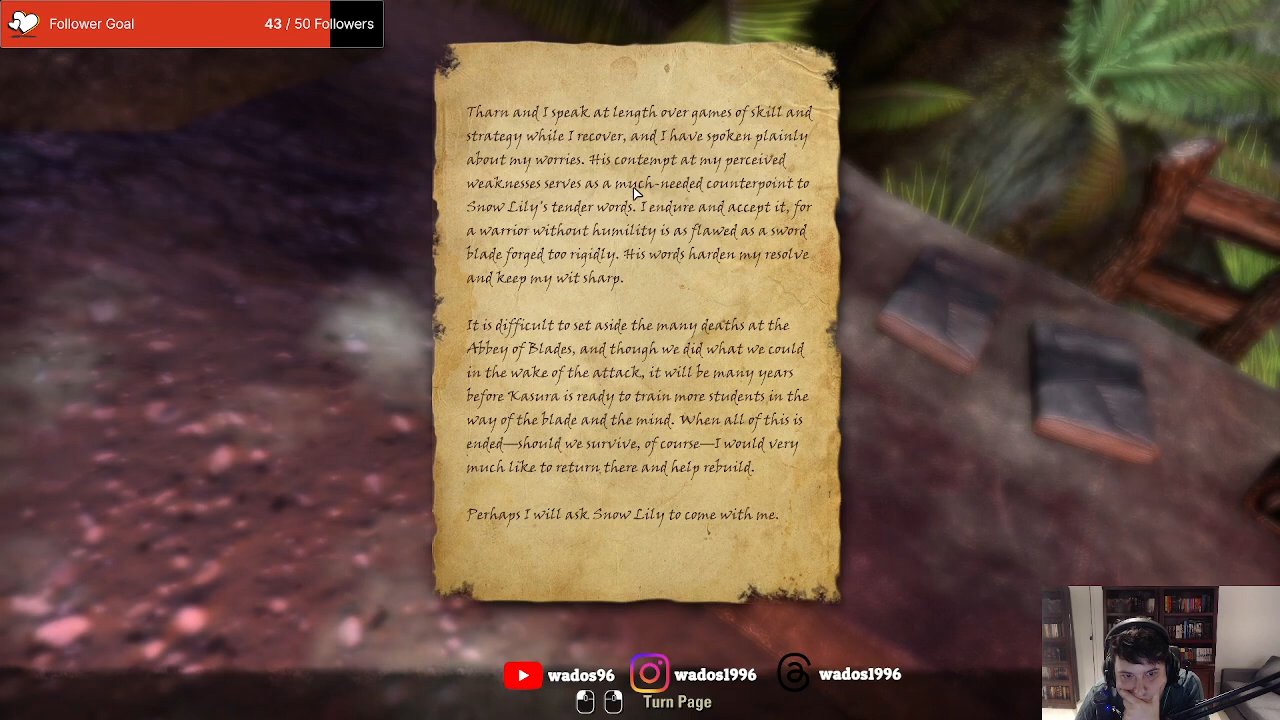 Follower Goal 43 / 50 Followers
Tharn and I speak at length over games of skill and
strategy while I recover, and I have spoken plainly
about my worries. His contempt at my perceived
weaknesses serves as a much-needed counterpoint to
Snow Lily's tender words. I endure and accept it, for
a warrior without humility is as flawed as a sword
blade forged too rigidly. His words harden my resolve
and keep my wit sharp.
It is difficult to set aside the many deaths at the
Abbey of Blades, and though we did what we could
in the wake of the attack, it will be many years
before Kasura is ready to train more students in the
way of the blade and the mind. When all of this is
ended—should we survive, of course—I would very
much like to return there and help rebuild.
Perhaps I will ask Snow Lily to come with me.
wados96 wados1996 wados1996
Turn Page